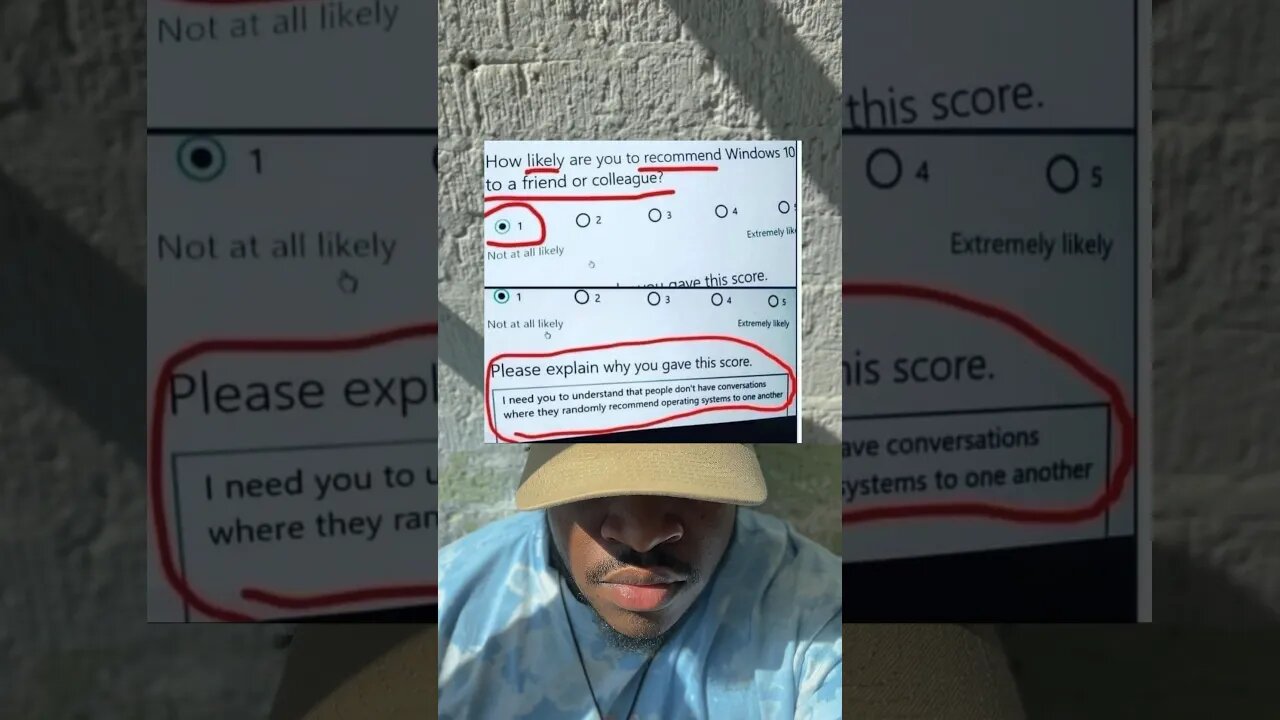 Not at all likely
this score.
1
4
5
Not at all likely
Extremely likely
Please expl
is score.
I need you to u
ave conversations
where they ran
systems to one another
How likely are you to recommend Windows 10
to a friend or colleague?
1 2 3 4
Extremely lik
Not at all likely
you gave this score.
1 2 3 4 5
Not at all likely
Extremely likely
Please explain why you gave this score.
I need you to understand that people don't have conversations
where they randomly recommend operating systems to one another